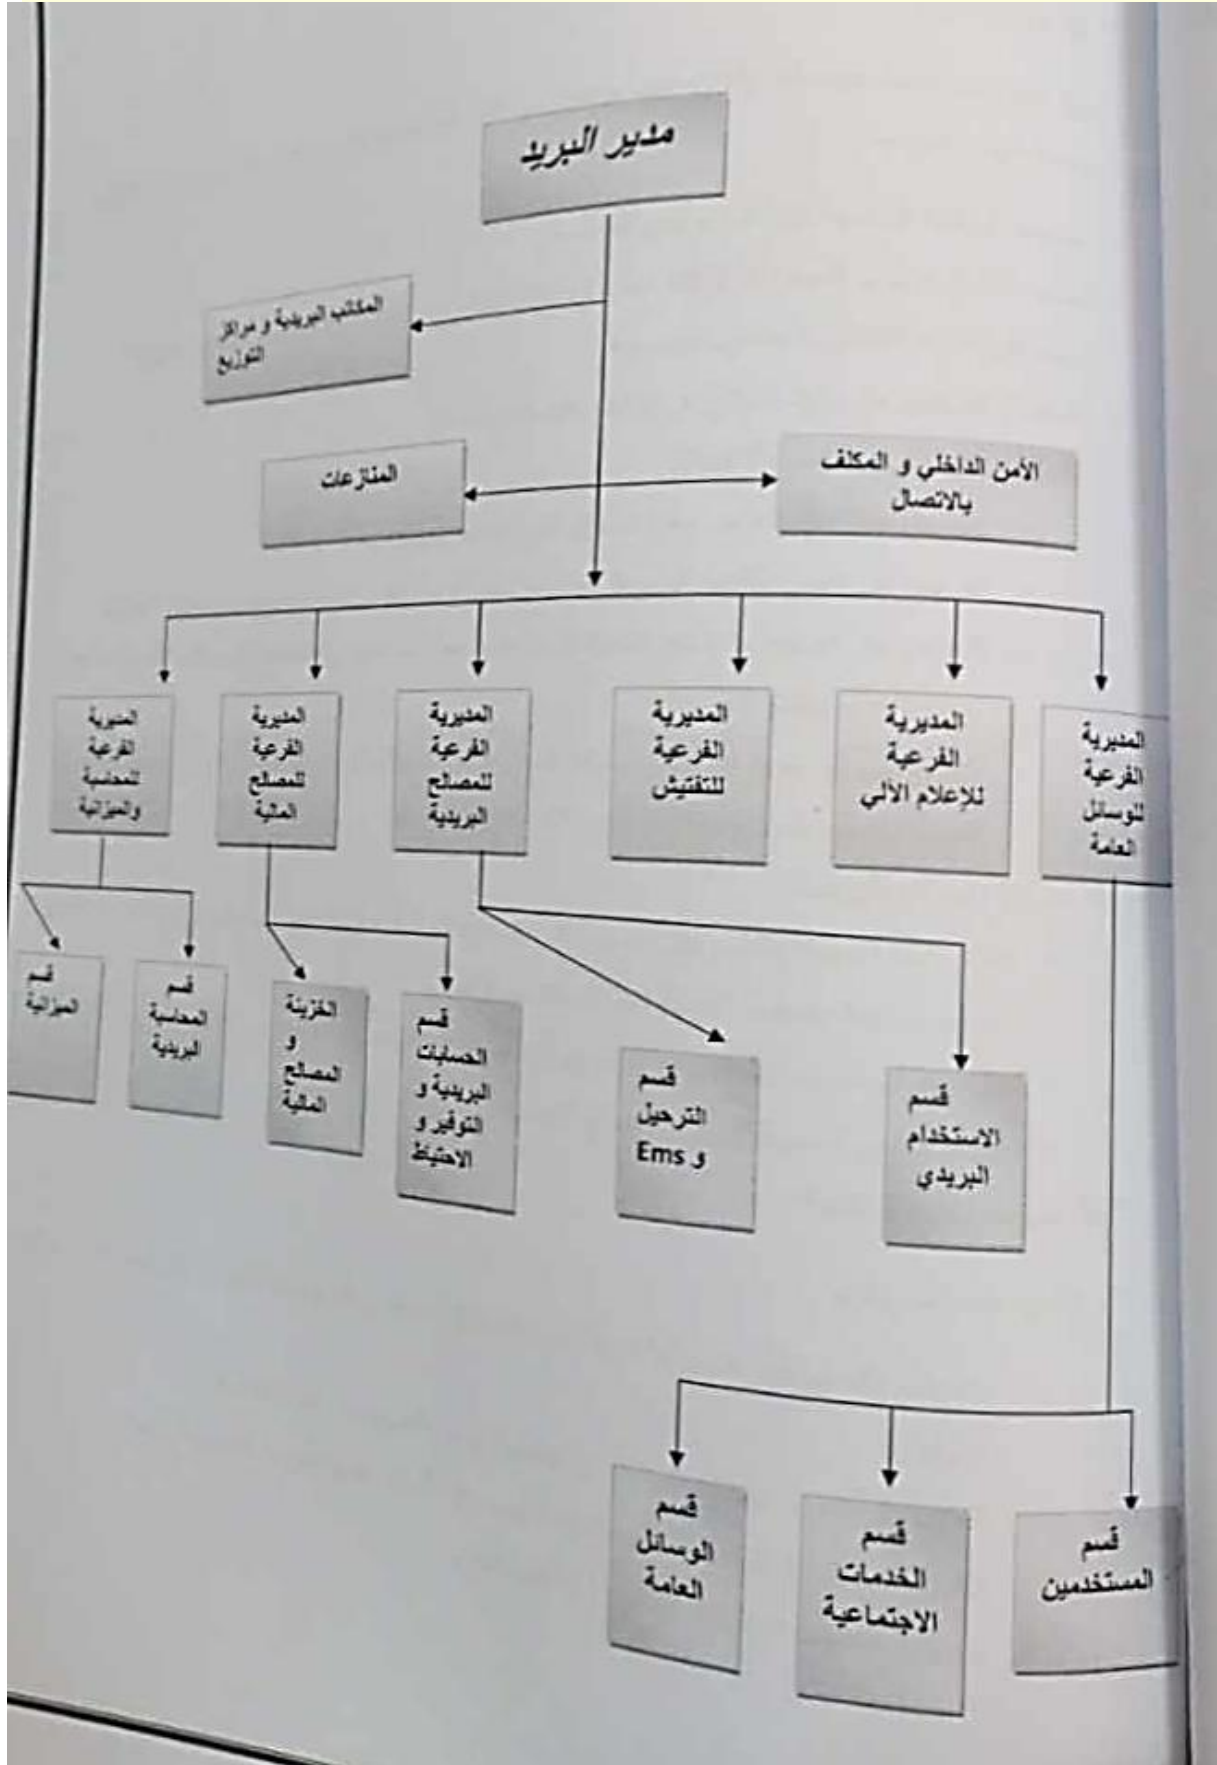 مدير البريد
المكاتب البريدية و مراكز
التوزيع
الأمن الداخلي و المكلف
بالاتصال
المنازعات
المديرية
الفرعية
للوسائل
العامة
المديرية
الفرعية
للإعلام الآلي
المديرية
الفرعية
للتفتيش
المديرية
الفرعية
للمصالح
البريدية
المديرية
الفرعية
للمصالح
المالية
المديرية
الفرعية
للمحاسبة
والميزانية
قسم
الاستخدام
البريدي
قسم
الترحيل
و Ems
قسم
الحسابات
البريدية و
التوفير و
الاحتياط
الخزينة
و
المصالح
المالية
قسم
المحاسبة
البريدية
قسم
الميزانية
قسم
المستخدمين
قسم
الخدمات
الاجتماعية
قسم
الوسائل
العامة